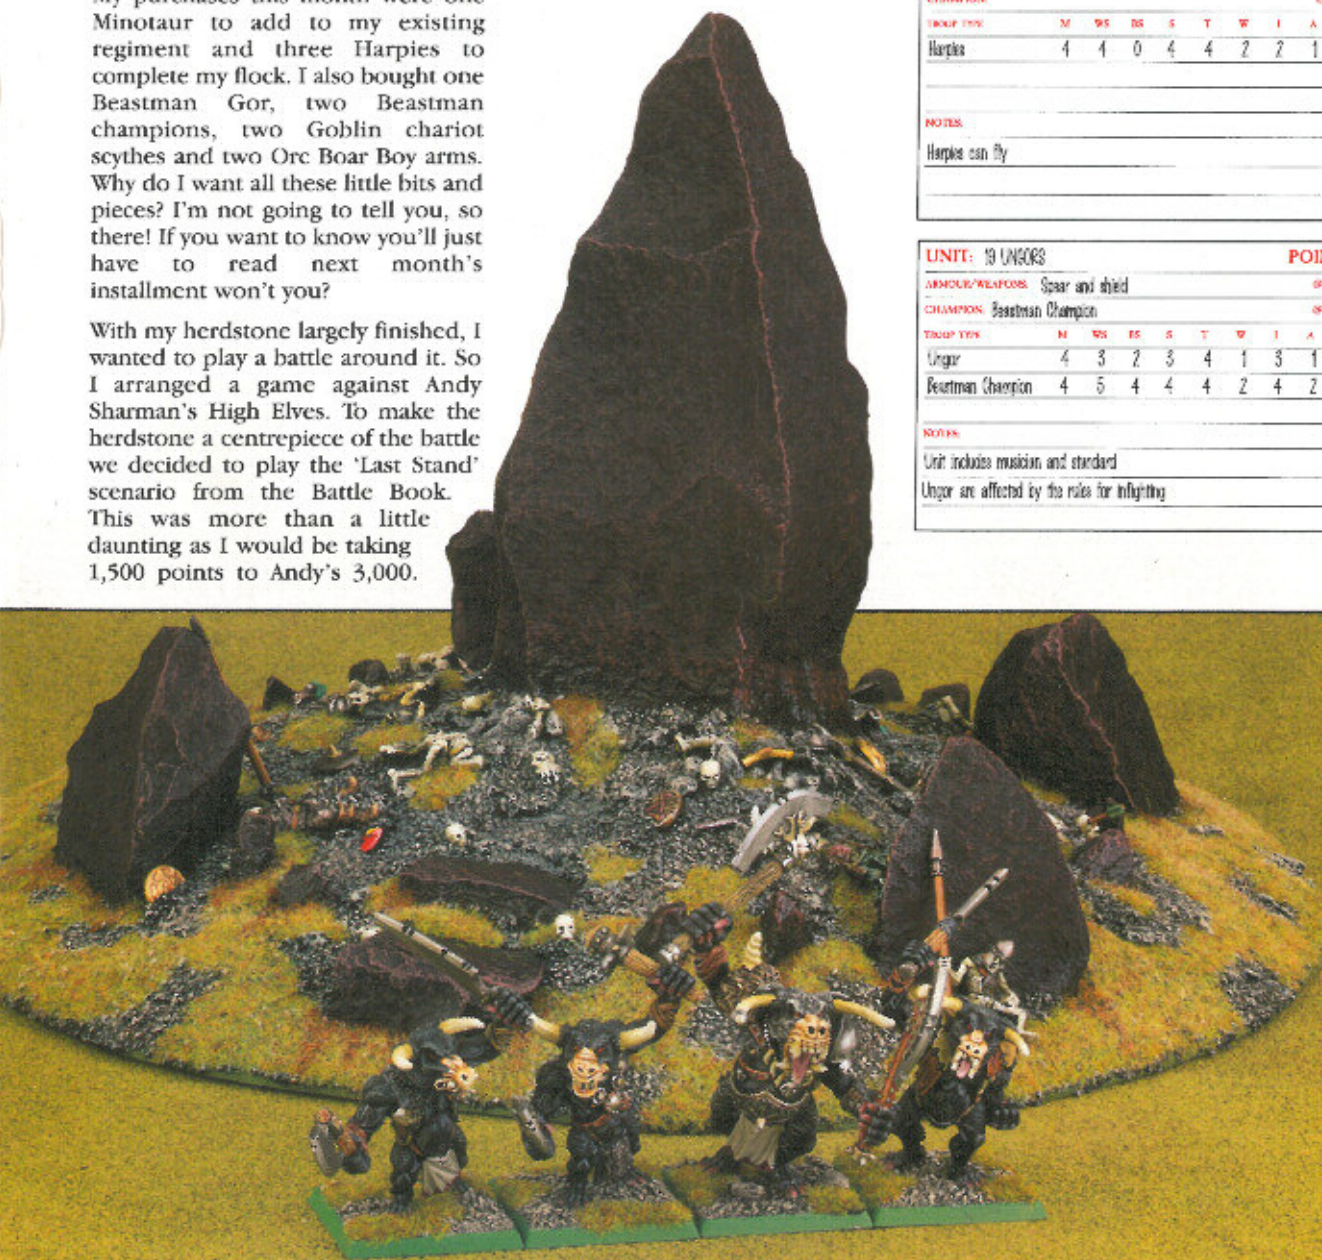 My purchases this month were one
Minotaur to add to my existing
regiment and three Harpies to
complete my flock. I also bought one
Beastman Gor, two Beastman
champions, two Goblin chariot
scythes and two Orc Boar Boy arms.
Why do I want all these little bits and
pieces? I'm not going to tell you, so
there! If you want to know you'll just
have to read next month's
installment won't you?
With my herdstone largely finished, I
wanted to play a battle around it. So
I arranged a game against Andy
Sharman's High Elves. To make the
herdstone a centrepiece of the battle
we decided to play the 'Last Stand'
scenario from the Battle Book.
This was more than a little
daunting as I would be taking
1,500 points to Andy's 3,000.
TROOP TYPE M WS BS S T W I A
Harpies 4 4 0 4 4 2 2 1
NOTES:
Harpies can fly
UNIT: 19 UNGORS POI
ARMOUR/WEAPONS: Spear and shield
CHAMPION: Beastman Champion
TROOP TYPE M WS BS S T W I A
Ungor 4 3 2 3 4 1 3 1
Beastman Champion 4 5 4 4 4 2 4 2
NOTES:
Unit includes musician and standard
Ungor are affected by the rules for infighting